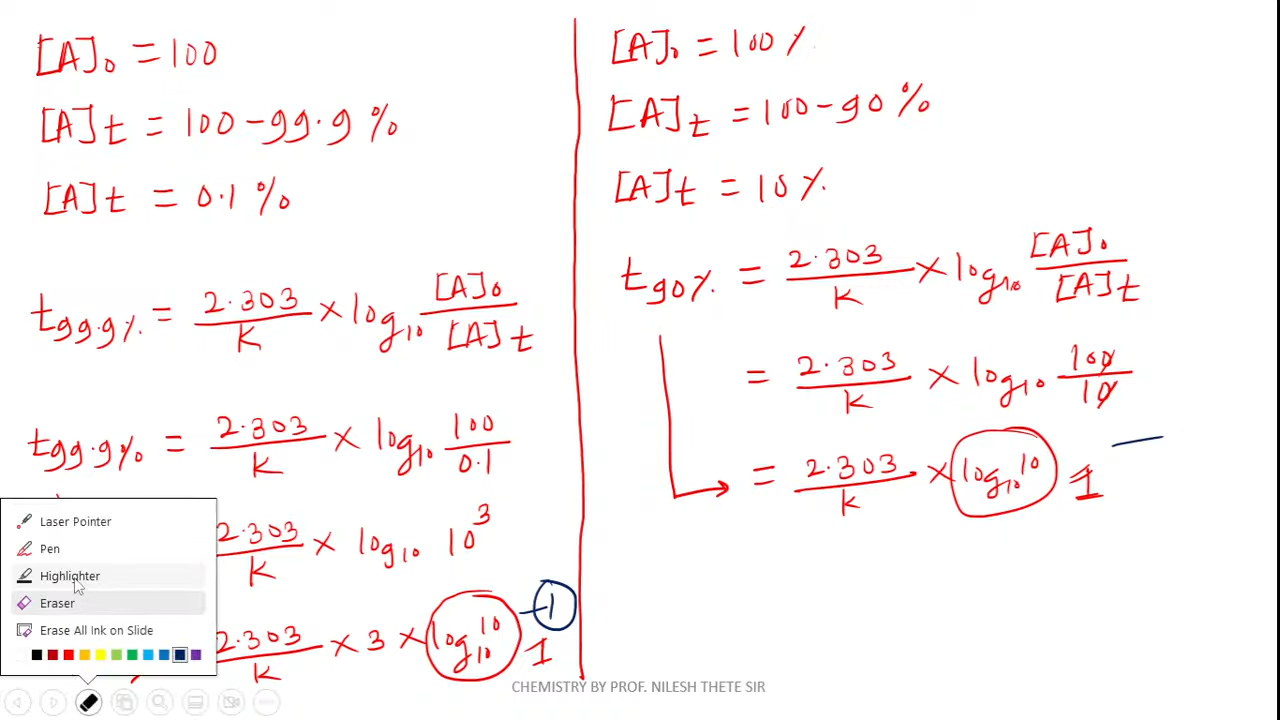 [A]₀ = 100
[A]t = 100 - 99.9 %
[A]t = 0.1 %
t99.9% = 2.303/K × log₁₀ [A]₀/[A]t
t99.9% = 2.303/K × log₁₀ 100/0.1
2.303/K × log₁₀ 10³
2.303/K × 3 × log₁₀ 10 1 1
[A]₀ = 100 %
[A]t = 100 - 90 %
[A]t = 10 %
t90% = 2.303/K × log₁₀ [A]₀/[A]t
= 2.303/K × log₁₀ 100/10
= 2.303/K × log₁₀ 10 1
Laser Pointer
Pen
Highlighter
Eraser
Erase All Ink on Slide
CHEMISTRY BY PROF. NILESH THETE SIR